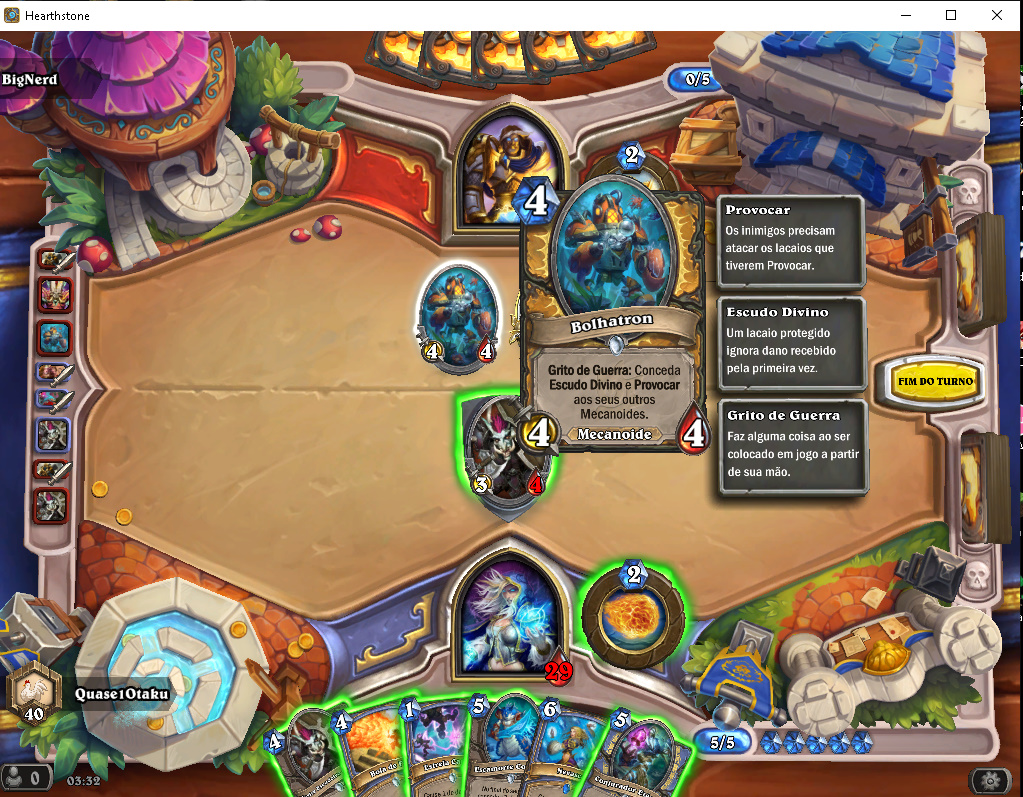 Hearthstone
BigNerd
0/5
2
4
Provocar
Os inimigos precisam
atacar os lacaios que
tiverem Provocar.
Escudo Divino
Um lacaio protegido
ignora dano recebido
pela primeira vez.
Grito de Guerra
Faz alguma coisa ao ser
colocado em jogo a partir
de sua mão.
Bolhatron
Grito de Guerra: Conceda
Escudo Divino e Provocar
aos seus outros
Mecanoides.
Mecanoide
4
4
4
4
FIM DO TURNO
3
4
2
29
Quase1Otaku
40
0
03:32
4
4
1
5
6
5
Bola de
Estrela
Conjurador
5/5